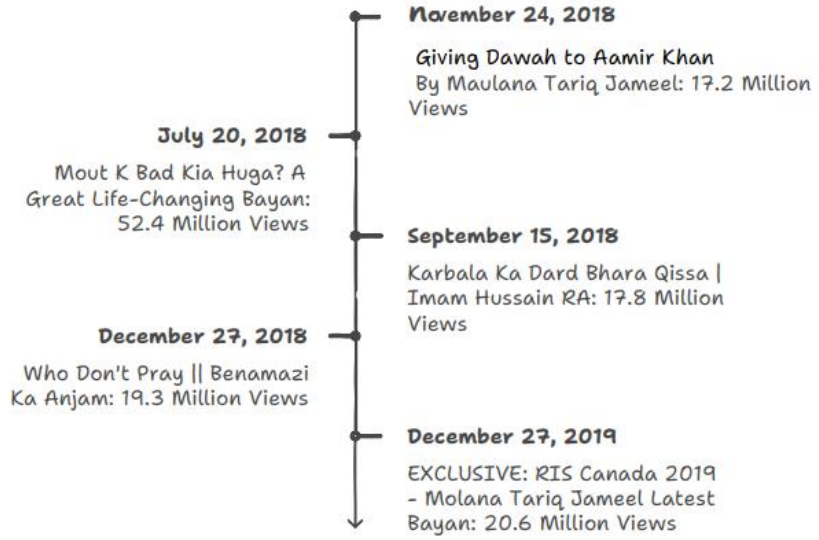 November 24, 2018
Giving Dawah to Aamir Khan
By Maulana Tariq Jameel: 17.2 Million
Views
July 20, 2018
Mout K Bad Kia Huga? A
Great Life-Changing Bayan:
52.4 Million Views
September 15, 2018
Karbala Ka Dard Bhara Qissa |
Imam Hussain RA: 17.8 Million
Views
December 27, 2018
Who Don't Pray || Benamazi
Ka Anjam: 19.3 Million Views
December 27, 2019
EXCLUSIVE: RIS Canada 2019
- Molana Tariq Jameel Latest
Bayan: 20.6 Million Views